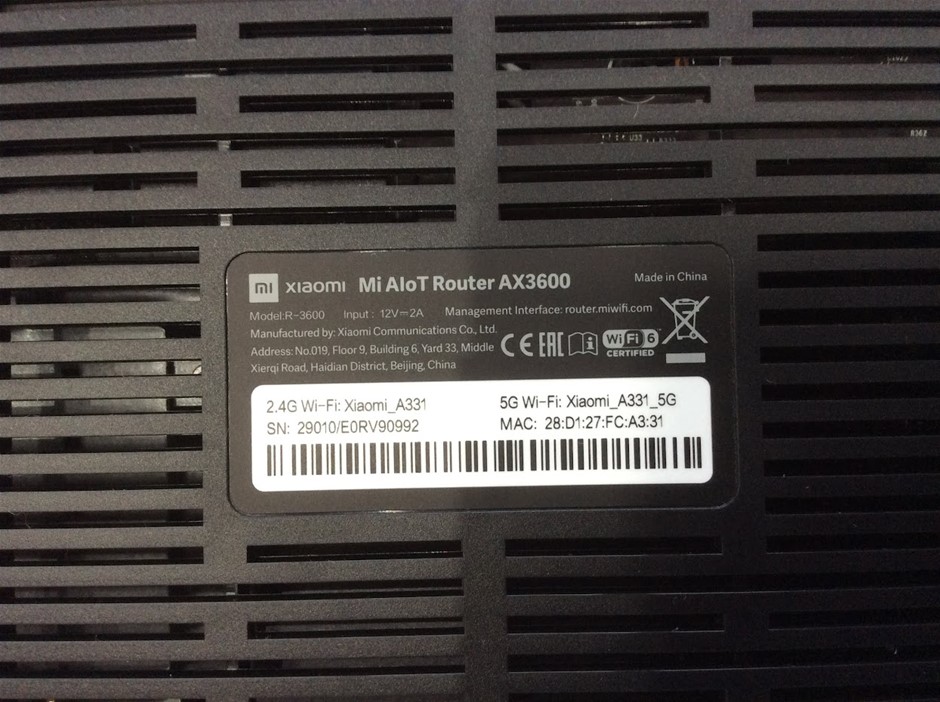 mi xiaomi Mi AIoT Router AX3600 Made in China
Model:R-3600 Input : 12V⎓2A Management Interface: router.miwifi.com
Manufactured by: Xiaomi Communications Co., Ltd.
Address: No.019, Floor 9, Building 6, Yard 33, Middle
Xierqi Road, Haidian District, Beijing, China
CE EAC i Wi Fi 6
CERTIFIED
2.4G Wi-Fi: Xiaomi_A331 5G Wi-Fi: Xiaomi_A331_5G
SN: 29010/E0RV90992 MAC: 28:D1:27:FC:A3:31